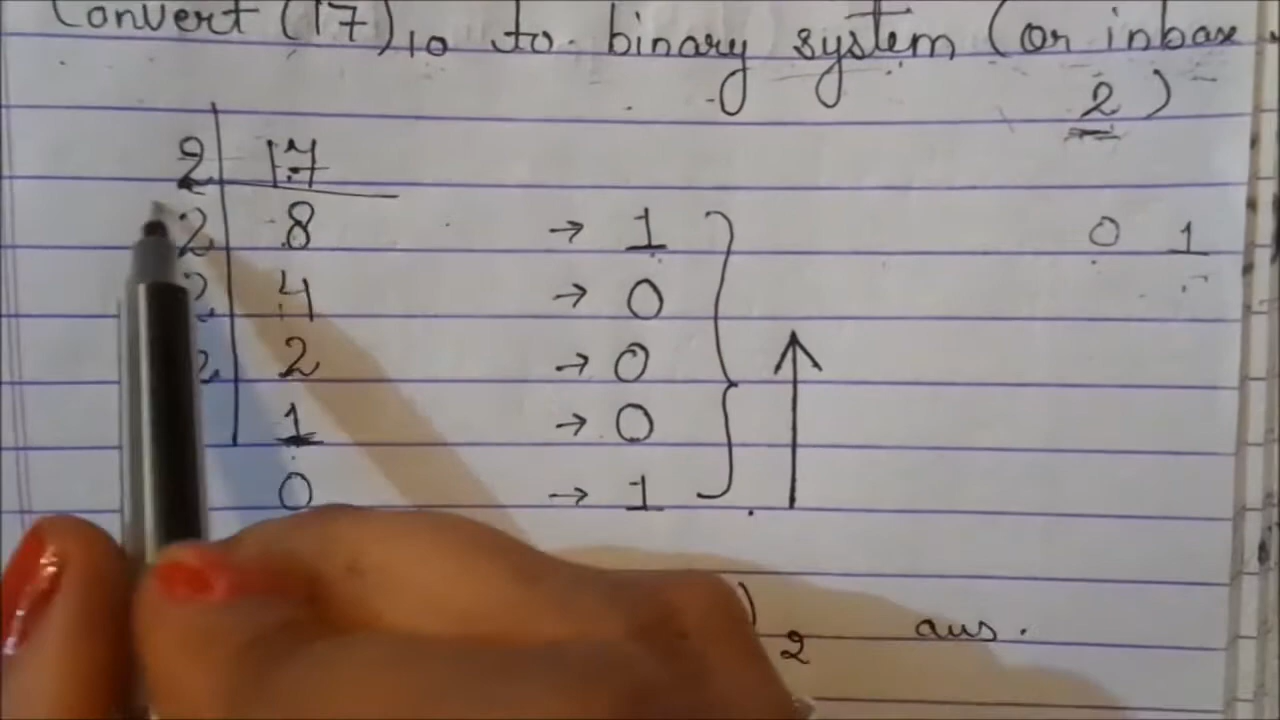 Convert (17)10 to binary system (or in base
2)
2 17
2 8 → 1 0 1
2 4 → 0
2 2 → 0
1 → 0
0 → 1
)2 ans.